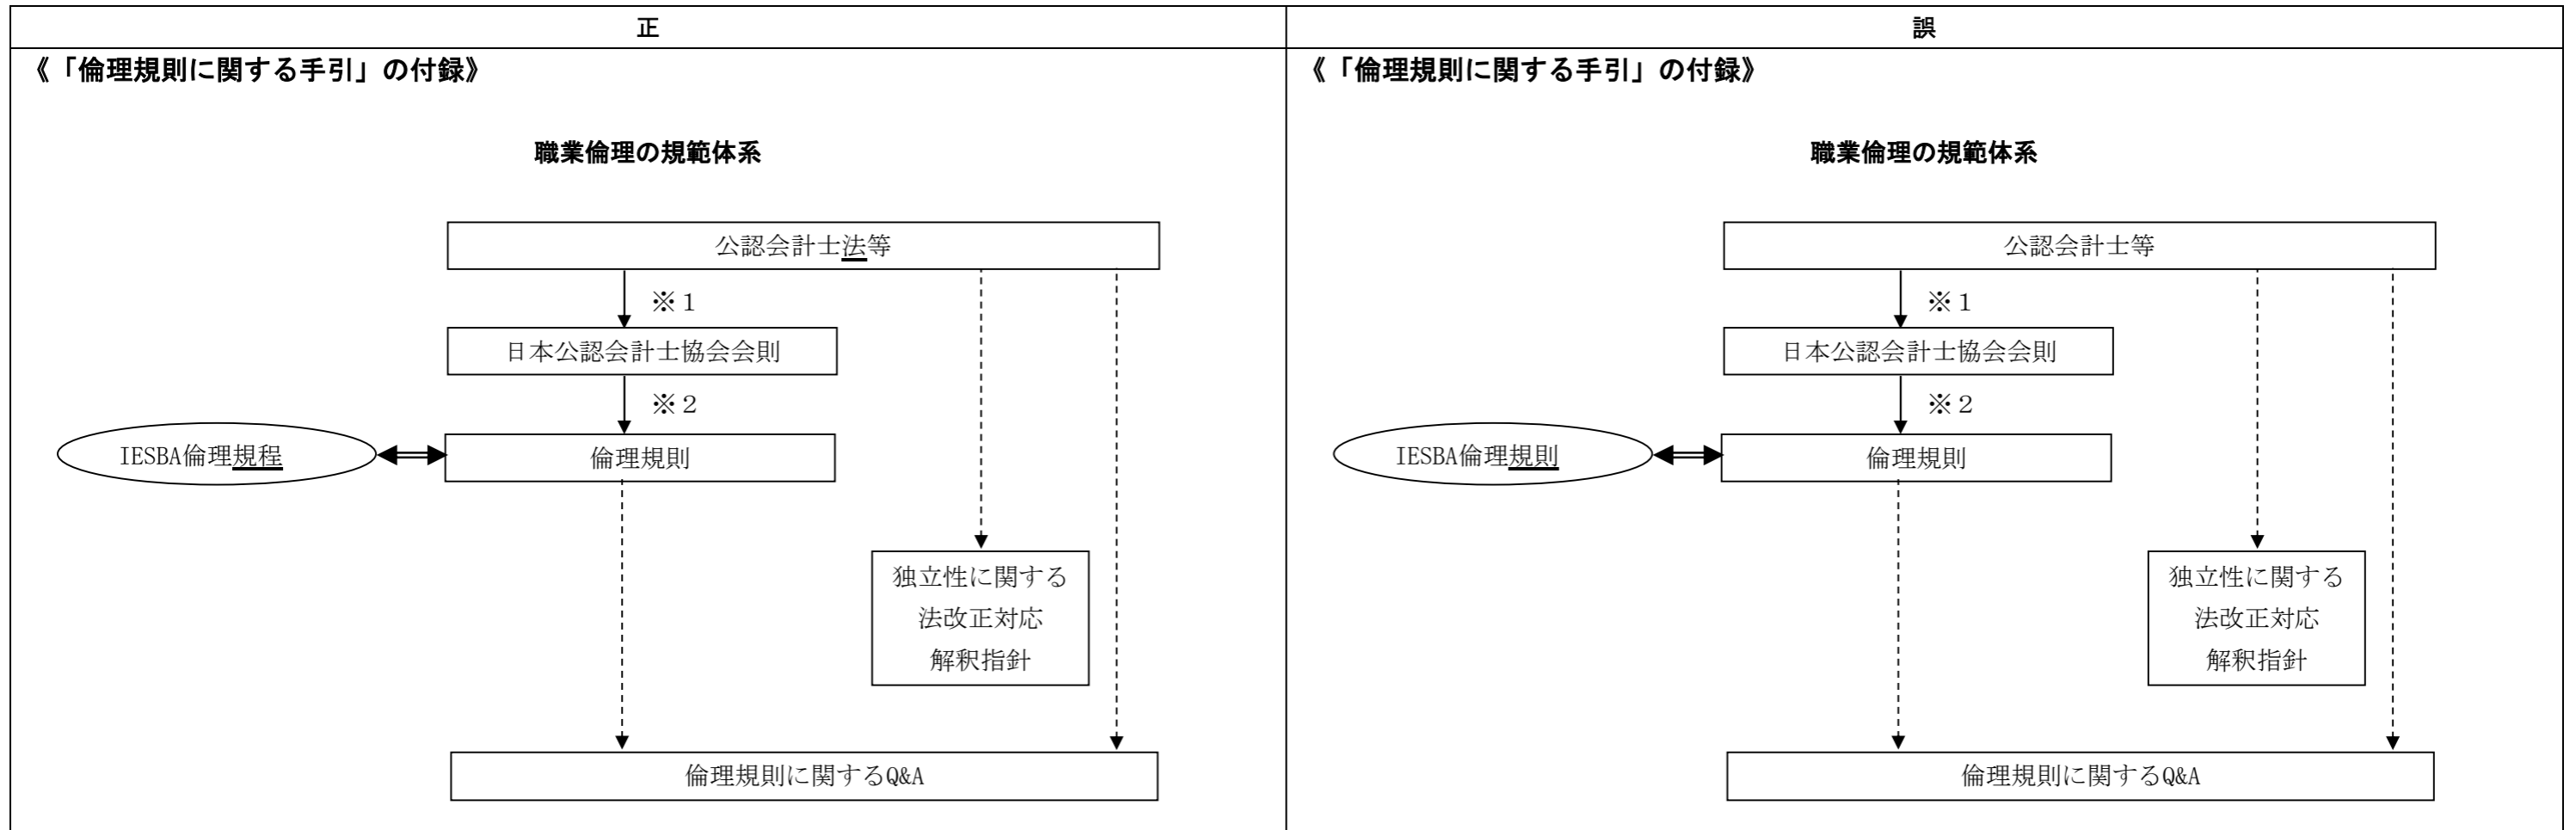 正
誤
《「倫理規則に関する手引」の付録》
職業倫理の規範体系
公認会計士法等
※１
日本公認会計士協会会則
※２
IESBA倫理規程
倫理規則
独立性に関する
法改正対応
解釈指針
倫理規則に関するQ&A
《「倫理規則に関する手引」の付録》
職業倫理の規範体系
公認会計士等
※１
日本公認会計士協会会則
※２
IESBA倫理規則
倫理規則
独立性に関する
法改正対応
解釈指針
倫理規則に関するQ&A